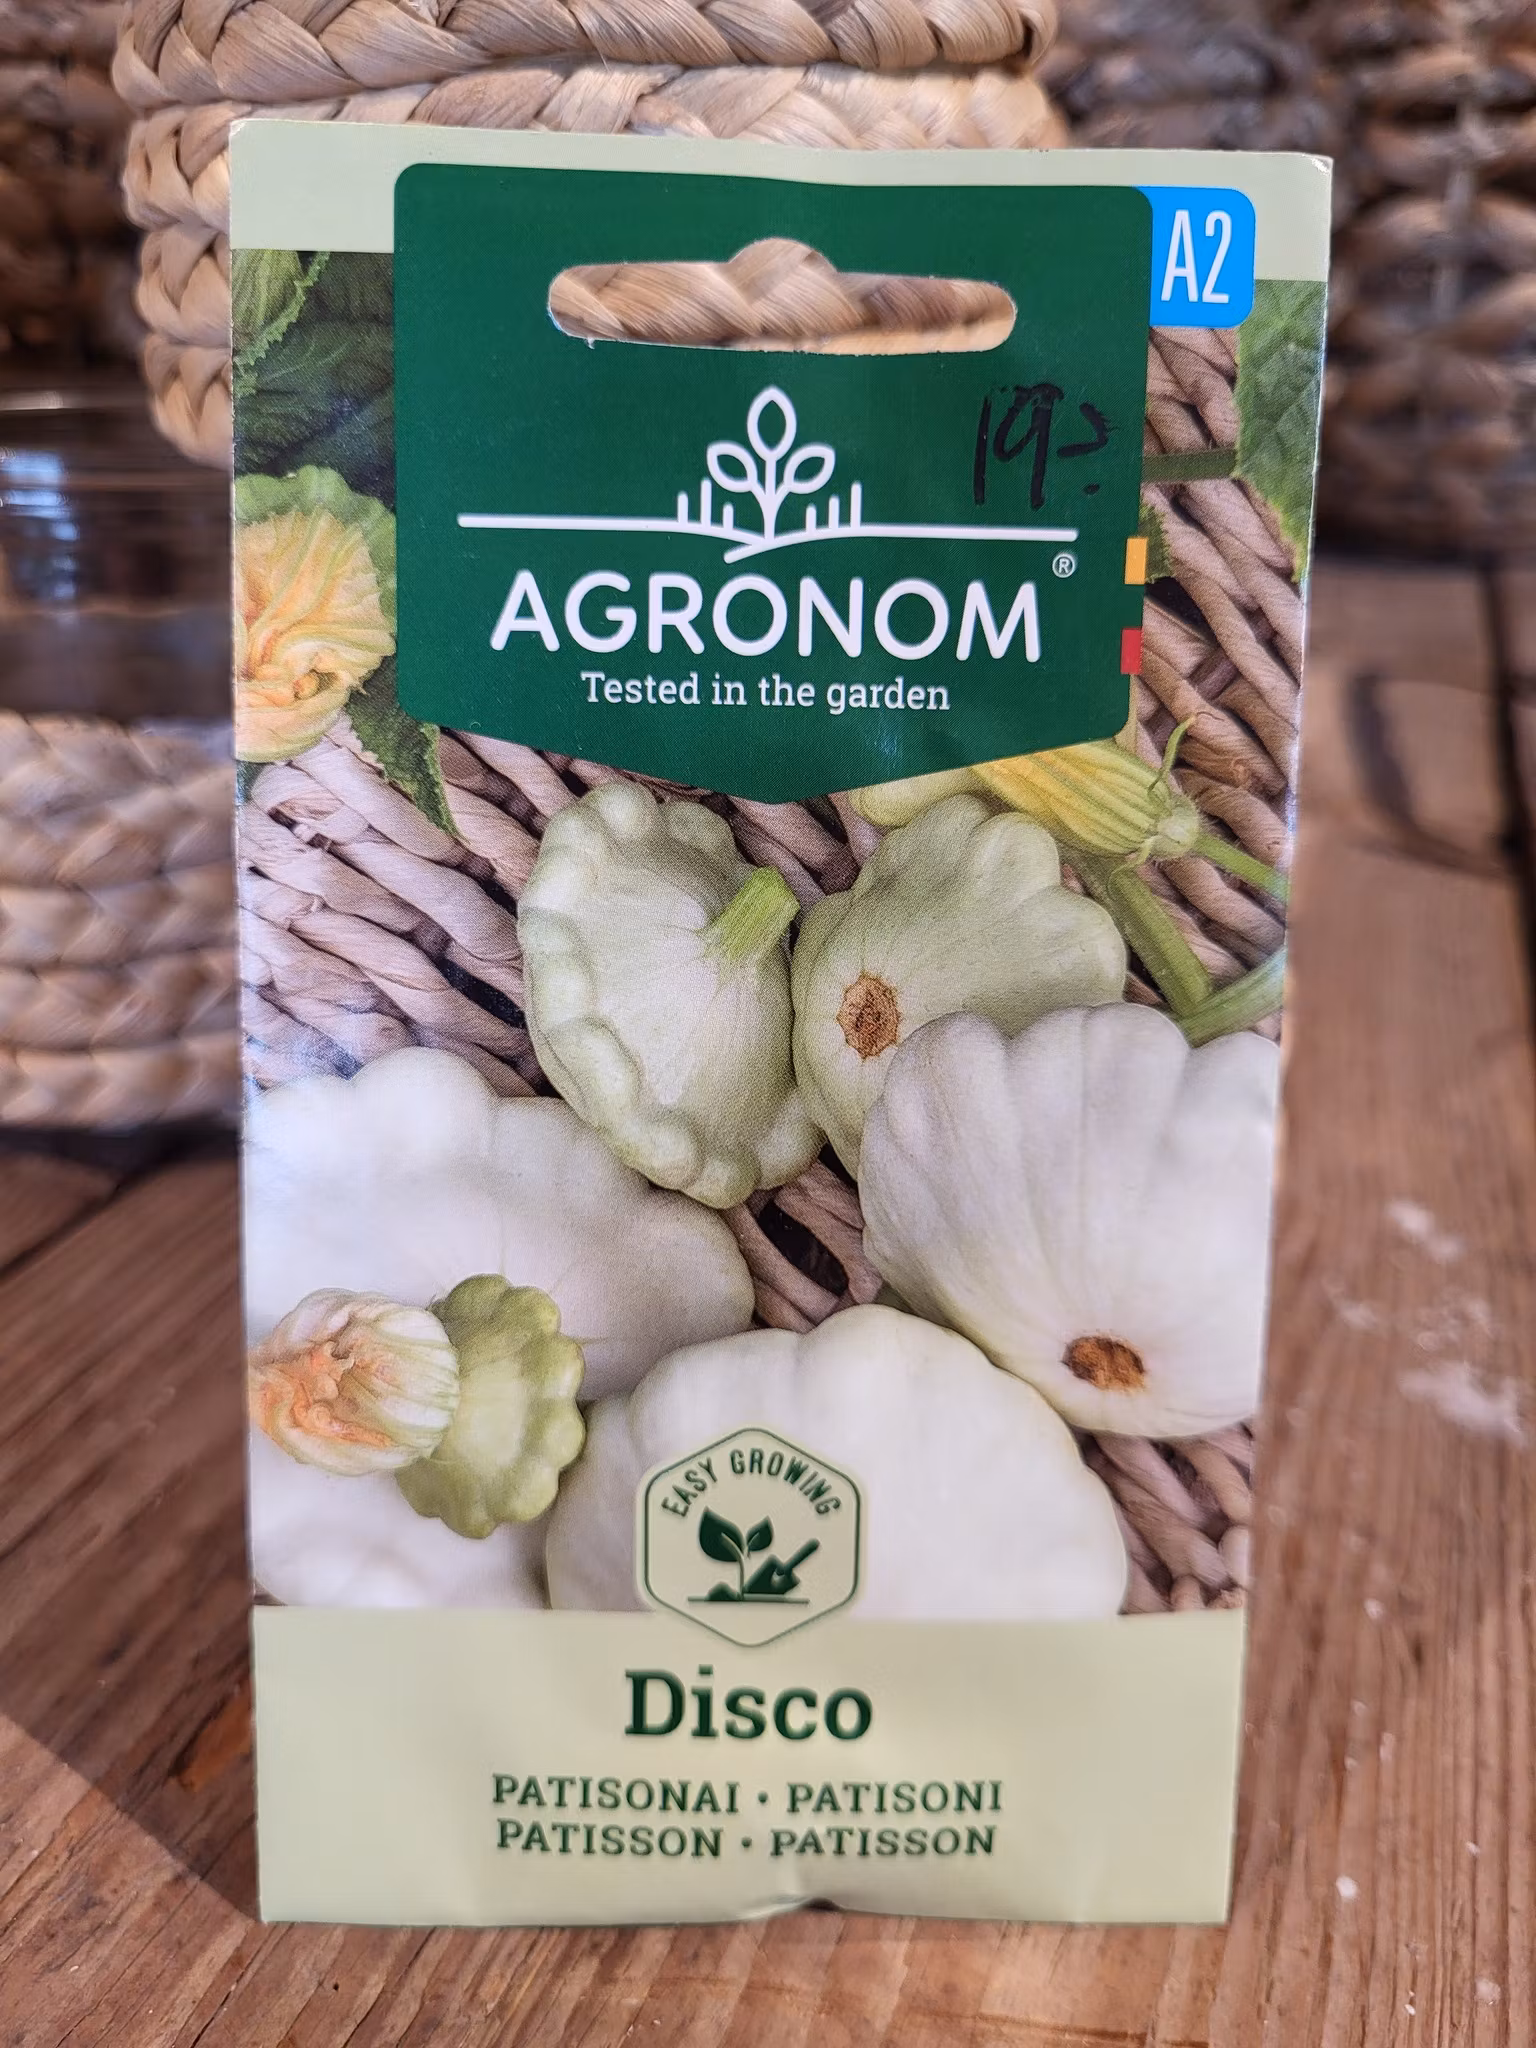 A2
19:-
AGRONOM®
Tested in the garden
EASY GROWING
Disco
PATISONAI • PATISONI
PATISSON • PATISSON